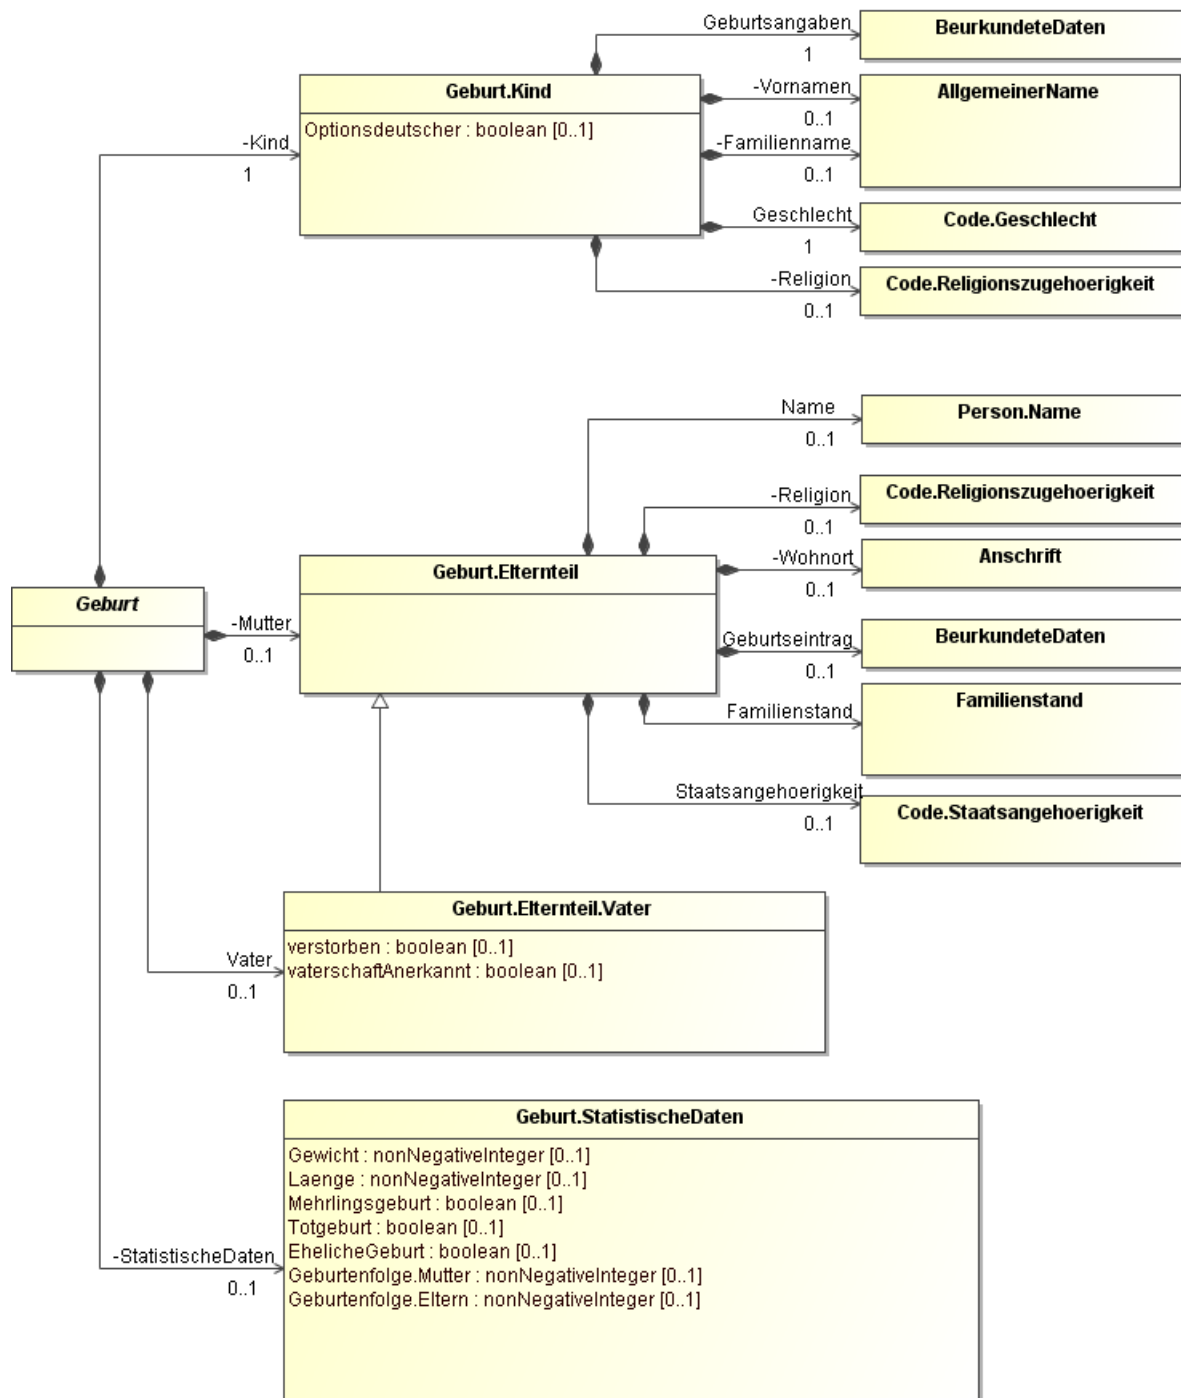 Geburtsangaben
1
BeurkundeteDaten
Geburt.Kind
Optionsdeutscher : boolean [0..1]
-Vornamen
0..1
AllgemeinerName
-Familienname
0..1
-Kind
1
Geschlecht
1
Code.Geschlecht
-Religion
0..1
Code.Religionszugehoerigkeit
Name
0..1
Person.Name
-Religion
0..1
Code.Religionszugehoerigkeit
Geburt.Elternteil
-Wohnort
0..1
Anschrift
Geburt
-Mutter
0..1
Geburtseintrag
0..1
BeurkundeteDaten
Familienstand
Familienstand
Staatsangehoerigkeit
0..1
Code.Staatsangehoerigkeit
Geburt.Elternteil.Vater
verstorben : boolean [0..1]
vaterschaftAnerkannt : boolean [0..1]
Vater
0..1
Geburt.StatistischeDaten
Gewicht : nonNegativeInteger [0..1]
Laenge : nonNegativeInteger [0..1]
Mehrlingsgeburt : boolean [0..1]
Totgeburt : boolean [0..1]
EhelicheGeburt : boolean [0..1]
Geburtenfolge.Mutter : nonNegativeInteger [0..1]
Geburtenfolge.Eltern : nonNegativeInteger [0..1]
-StatistischeDaten
0..1